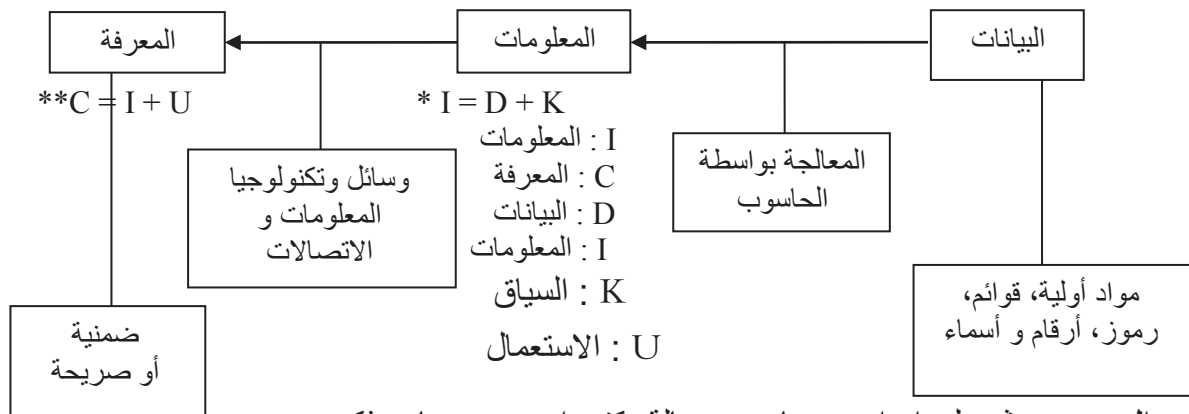 البيانات
المعلومات
المعرفة
* I = D + K
**C = I + U
I : المعلومات
C : المعرفة
D : البيانات
I : المعلومات
K : السياق
U : الاستعمال
المعالجة بواسطة
الحاسوب
وسائل وتكنولوجيا
المعلومات و
الاتصالات
مواد أولية، قوائم،
رموز، أرقام و أسماء
ضمنية
أو صريحة